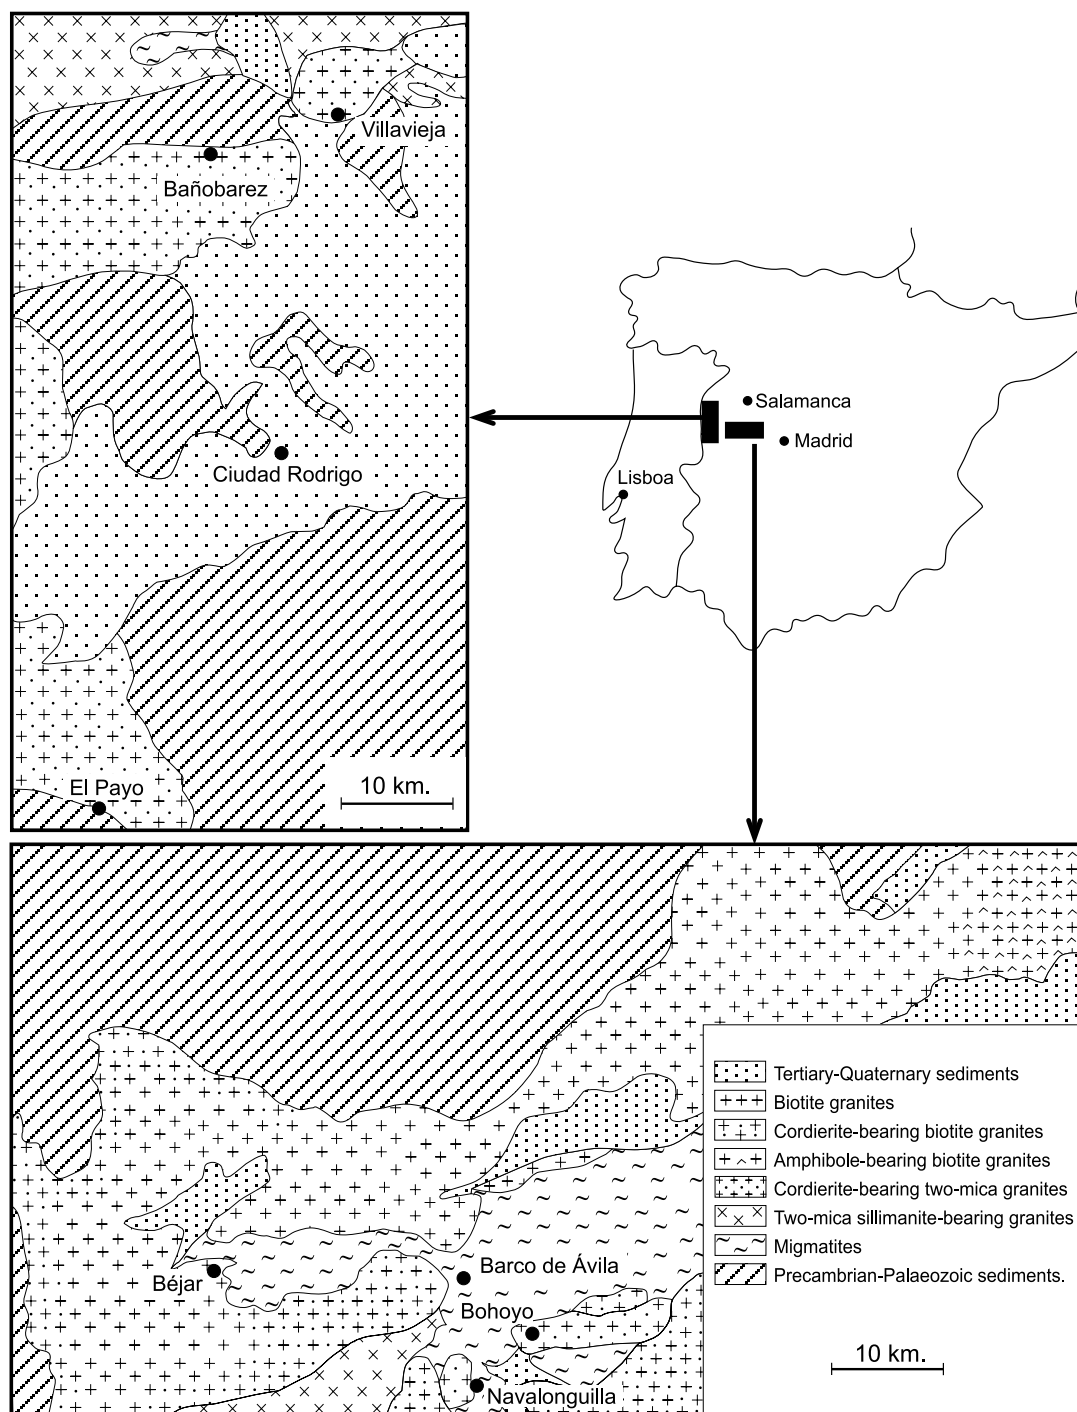 Villavieja
Bañobarez
Ciudad Rodrigo
El Payo
10 km.
Salamanca
Madrid
Lisboa
Tertiary-Quaternary sediments
Biotite granites
Cordierite-bearing biotite granites
Amphibole-bearing biotite granites
Cordierite-bearing two-mica granites
Two-mica sillimanite-bearing granites
Migmatites
Precambrian-Palaeozoic sediments.
Béjar
Barco de Ávila
Bohoyo
Navalonguilla
10 km.